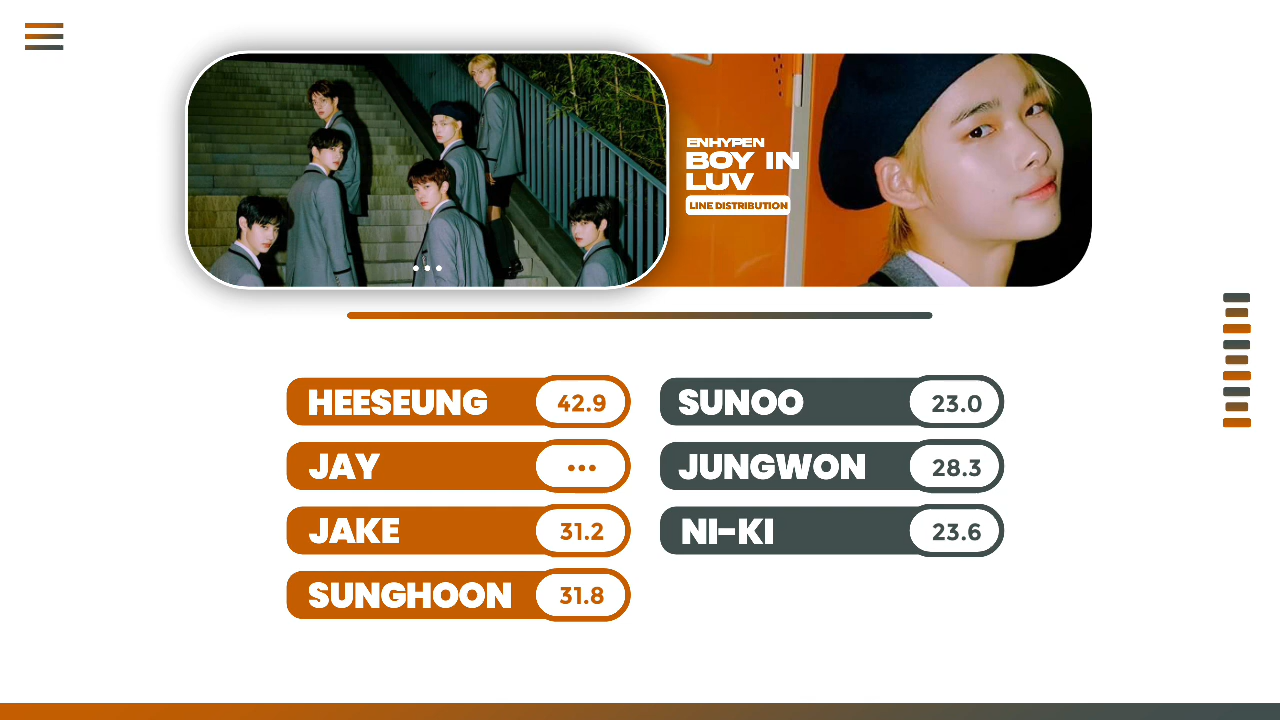 ENHYPEN
BOY IN
LUV
LINE DISTRIBUTION
HEESEUNG 42.9
JAY •••
JAKE 31.2
SUNGHOON 31.8
SUNOO 23.0
JUNGWON 28.3
NI-KI 23.6